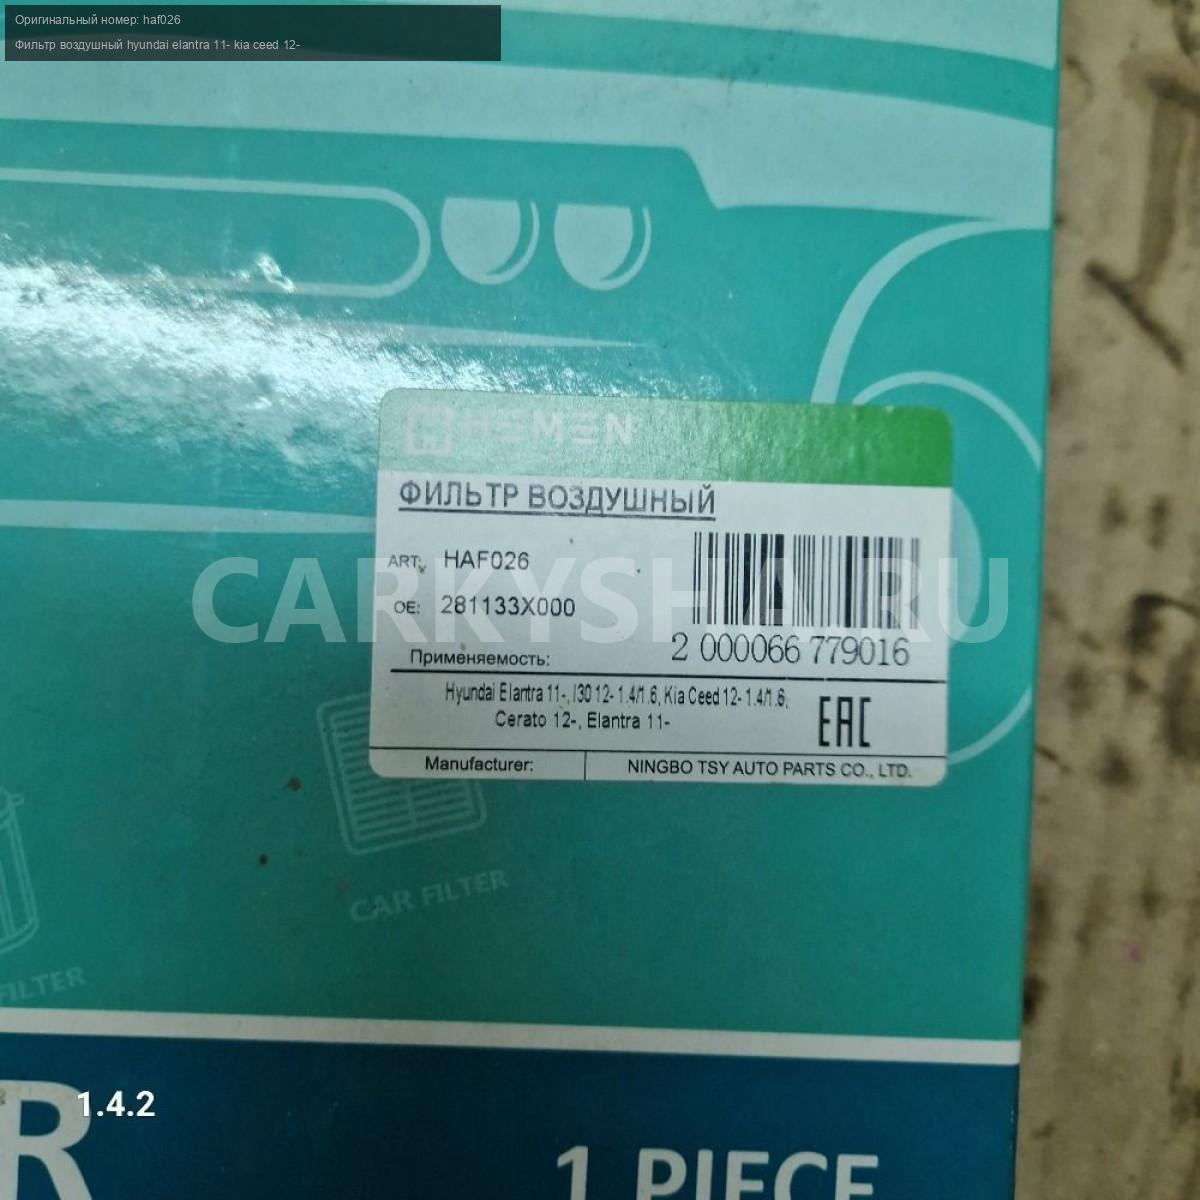 Оригинальный номер: haf026
Фильтр воздушный hyundai elantra 11- kia ceed 12-
HEMEN
ФИЛЬТР ВОЗДУШНЫЙ
ART: HAF026
OE: 281133X000
2 000066 779016
CARKYSHA.RU
Применяемость:
Hyundai Elantra 11-, I30 12- 1.4/1.6, Kia Ceed 12- 1.4/1.6,
Cerato 12-, Elantra 11-
EAC
Manufacturer: NINGBO TSY AUTO PARTS CO., LTD.
CAR FILTER
FILTER
R
1.4.2
1 PIECE